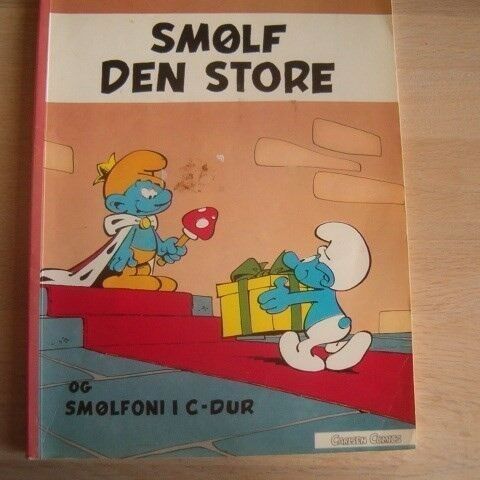 SMØLF
DEN STORE
OG
SMØLFONI I C-DUR
CARLSEN COMICS